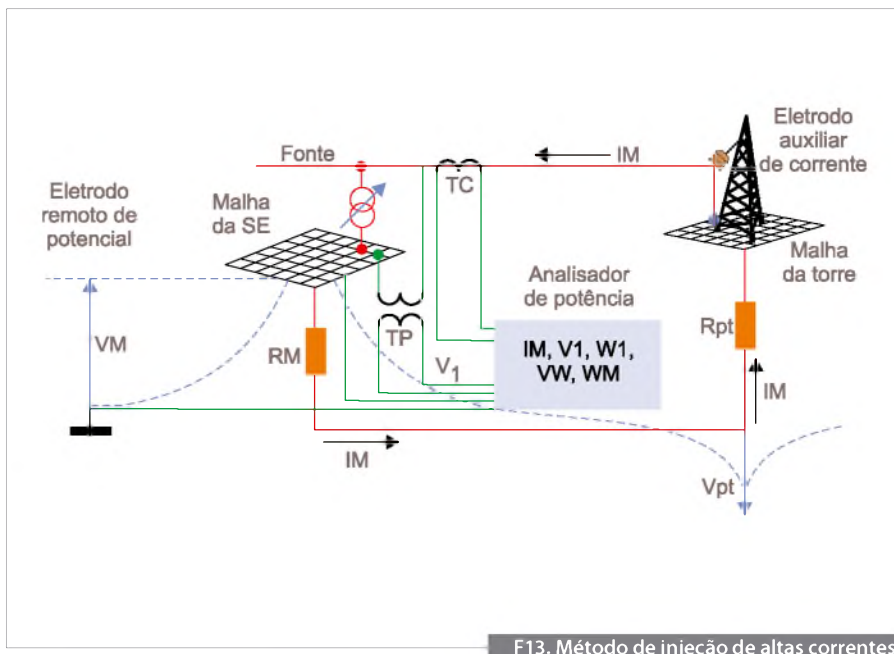 Fonte
IM
TC
Eletrodo
auxiliar
de corrente
Eletrodo
remoto de
potencial
Malha
da SE
Malha
da torre
Analisador
de potência
IM, V1, W1,
VW, WM
VM
RM
TP
V1
Rpt
IM
IM
Vpt
F13. Método de injeção de altas correntes